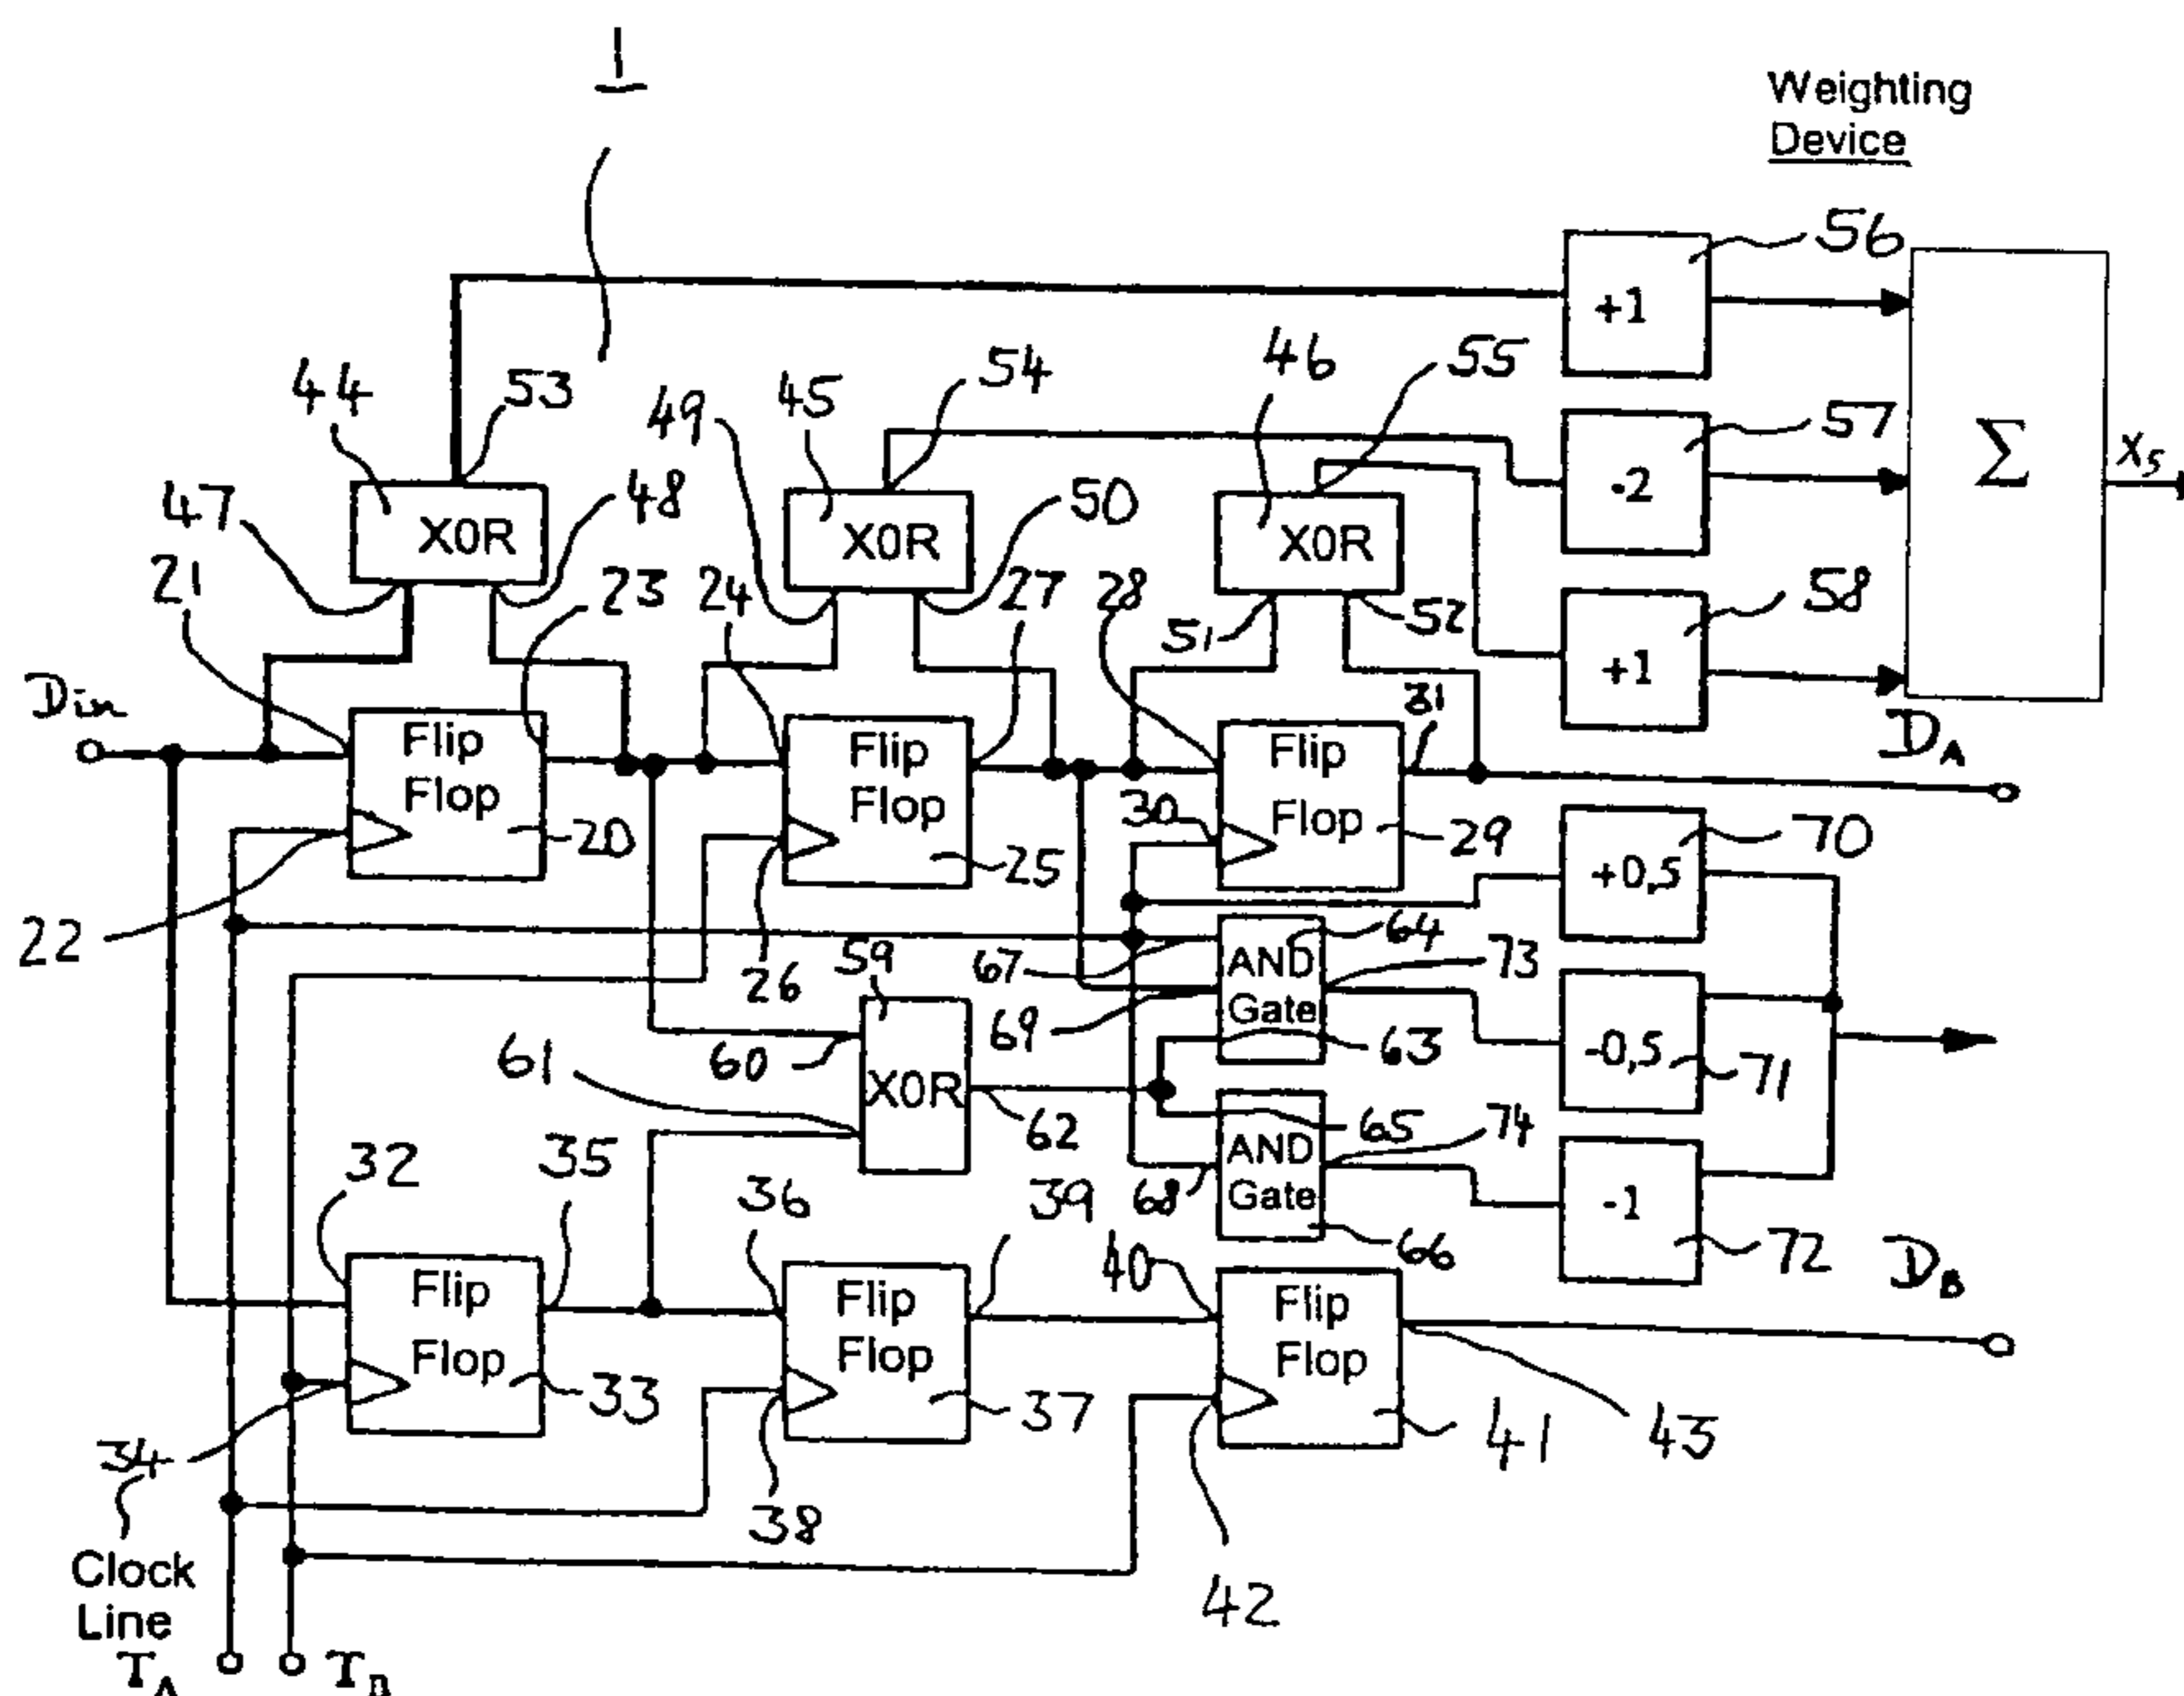 1
Weighting
Device
56
+1
57
-2
Σ
X5
58
+1
44
53
49
45
54
46
55
47
XOR
48
XOR
50
XOR
21
23
24
27
28
51
52
31
Din
Flip
Flop
20
Flip
Flop
25
30
Flip
Flop
29
DA
+0,5
70
22
26
59
67
AND
Gate
64
73
69
63
-0,5
71
61
60
XOR
62
65
74
AND
Gate
68
66
-1
72
32
35
36
39
40
DB
Flip
Flop
33
Flip
Flop
37
Flip
Flop
41
43
34
38
42
Clock
Line
TA
TB